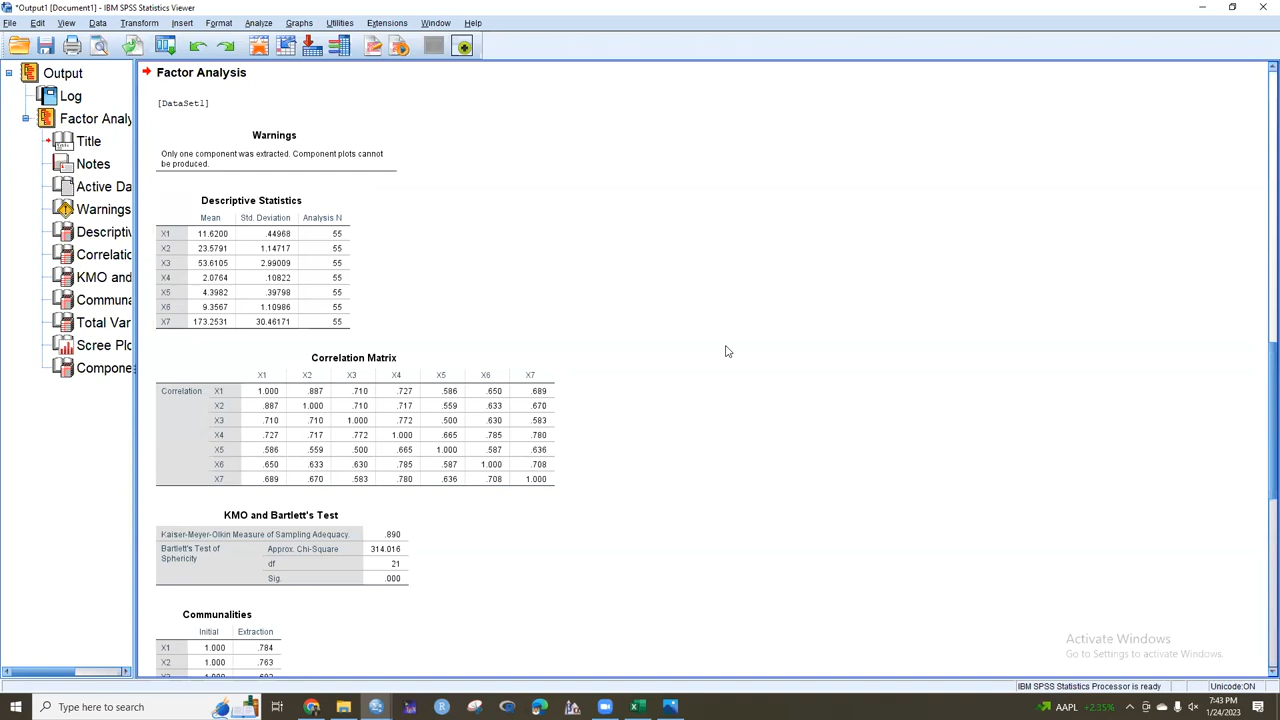 *Output1 [Document1] - IBM SPSS Statistics Viewer
File Edit View Data Transform Insert Format Analyze Graphs Utilities Extensions Window Help
Output
Log
Factor Analy
Title
Notes
Active Da
Warnings
Descriptiv
Correlatio
KMO and
Communa
Total Var
Scree Plo
Compone
Factor Analysis
[DataSet1]
Warnings
Only one component was extracted. Component plots cannot
be produced.
Descriptive Statistics
Mean Std. Deviation Analysis N
X1 11.6200 .44968 55
X2 23.5791 1.14717 55
X3 53.6105 2.99009 55
X4 2.0764 .10822 55
X5 4.3982 .39798 55
X6 9.3567 1.10986 55
X7 173.2531 30.46171 55
Correlation Matrix
X1 X2 X3 X4 X5 X6 X7
Correlation X1 1.000 .887 .710 .727 .586 .650 .689
X2 .887 1.000 .710 .717 .559 .633 .670
X3 .710 .710 1.000 .772 .500 .630 .583
X4 .727 .717 .772 1.000 .665 .785 .780
X5 .586 .559 .500 .665 1.000 .587 .636
X6 .650 .633 .630 .785 .587 1.000 .708
X7 .689 .670 .583 .780 .636 .708 1.000
KMO and Bartlett's Test
Kaiser-Meyer-Olkin Measure of Sampling Adequacy. .890
Bartlett's Test of Sphericity Approx. Chi-Square 314.016
df 21
Sig. .000
Communalities
Initial Extraction
X1 1.000 .784
X2 1.000 .763
Activate Windows
Go to Settings to activate Windows.
IBM SPSS Statistics Processor is ready Unicode:ON
Type here to search
AAPL +2.35%
7:43 PM
1/24/2023